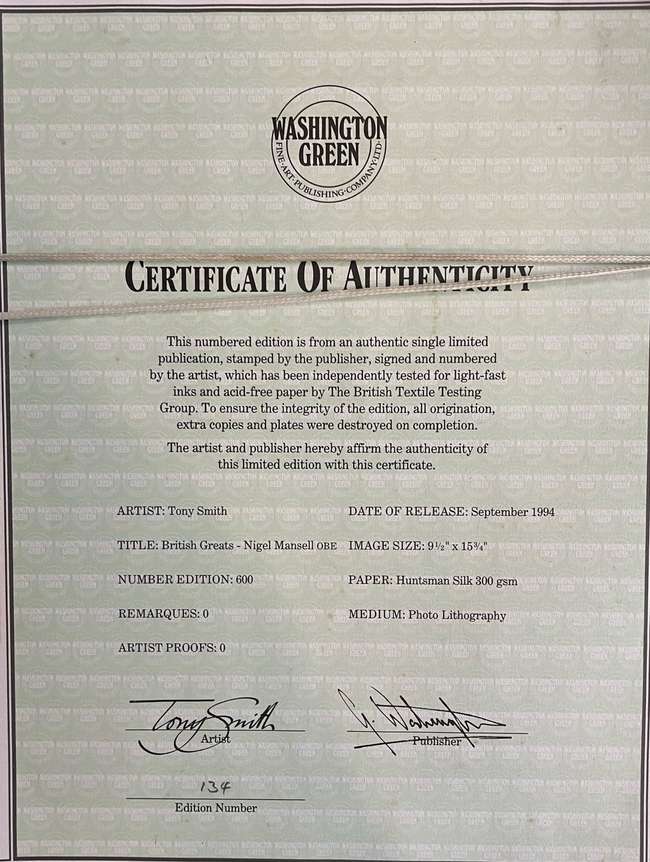 WASHINGTON
GREEN
FINE·ART·PUBLISHING·COMPANY·LTD·
CERTIFICATE OF AUTHENTICITY
This numbered edition is from an authentic single limited
publication, stamped by the publisher, signed and numbered
by the artist, which has been independently tested for light-fast
inks and acid-free paper by The British Textile Testing
Group. To ensure the integrity of the edition, all origination,
extra copies and plates were destroyed on completion.
The artist and publisher hereby affirm the authenticity of
this limited edition with this certificate.
ARTIST: Tony Smith
DATE OF RELEASE: September 1994
TITLE: British Greats - Nigel Mansell OBE
IMAGE SIZE: 9½" x 15¾"
NUMBER EDITION: 600
PAPER: Huntsman Silk 300 gsm
REMARQUES: 0
MEDIUM: Photo Lithography
ARTIST PROOFS: 0
Tony Smith
G. Washington
Artist
Publisher
134
Edition Number